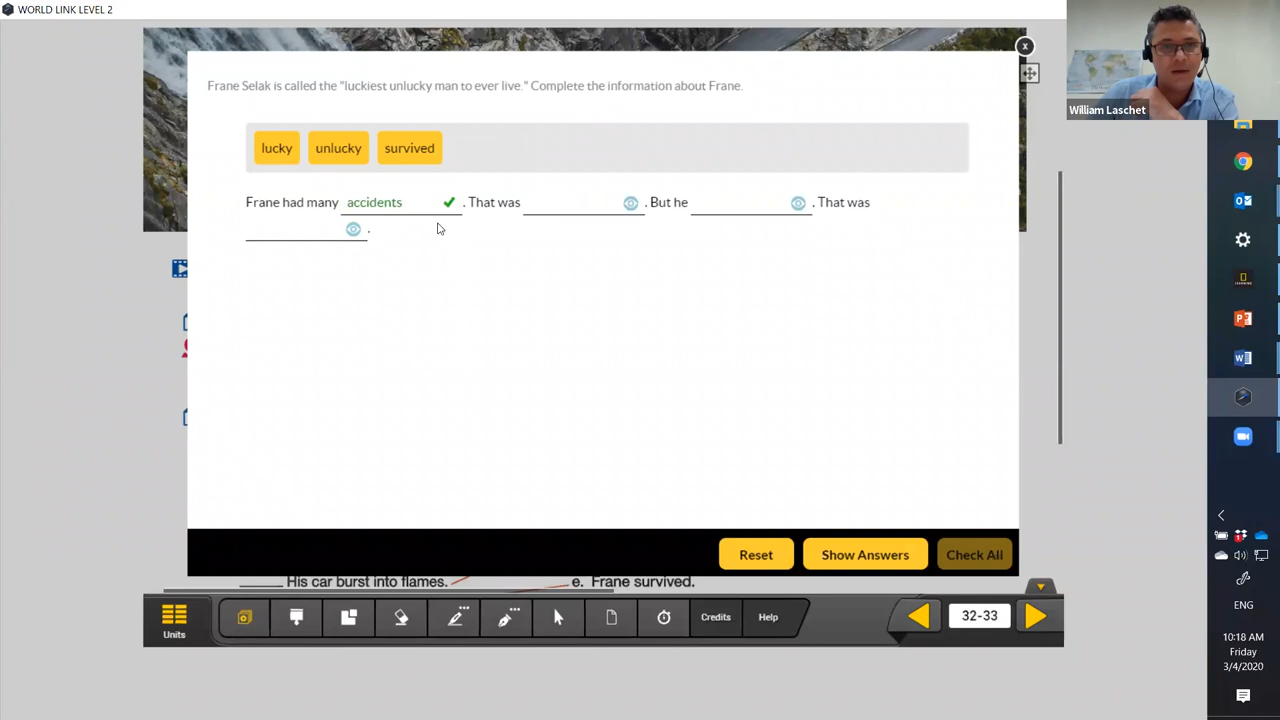 WORLD LINK LEVEL 2
x
Frane Selak is called the "luckiest unlucky man to ever live." Complete the information about Frane.
William Laschet
lucky unlucky survived
Frane had many accidents . That was . But he . That was
.
Reset Show Answers Check All
His car burst into flames. e. Frane survived.
Units Credits Help 32-33
ENG
10:18 AM
Friday
3/4/2020